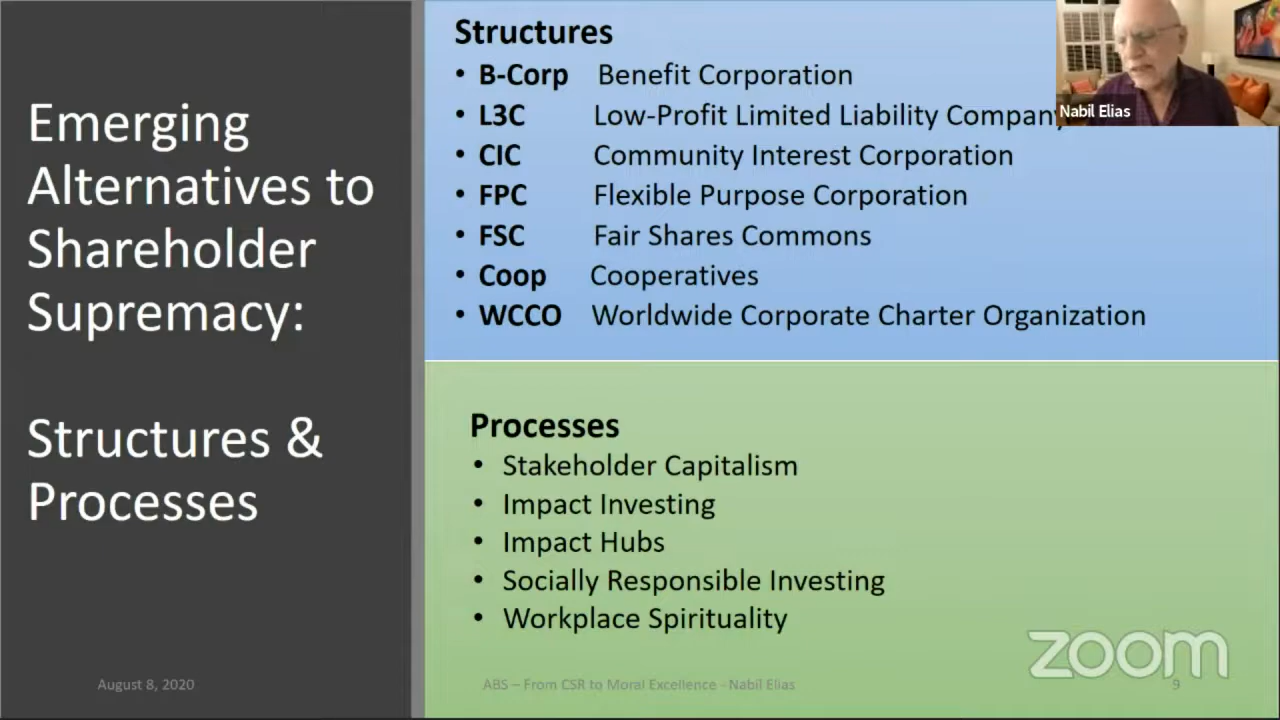 Emerging
Alternatives to
Shareholder
Supremacy:
Structures &
Processes
Structures
• B-Corp Benefit Corporation
• L3C Low-Profit Limited Liability Company
• CIC Community Interest Corporation
• FPC Flexible Purpose Corporation
• FSC Fair Shares Commons
• Coop Cooperatives
• WCCO Worldwide Corporate Charter Organization
Processes
• Stakeholder Capitalism
• Impact Investing
• Impact Hubs
• Socially Responsible Investing
• Workplace Spirituality
Nabil Elias
zoom
August 8, 2020
ABS – From CSR to Moral Excellence - Nabil Elias
9